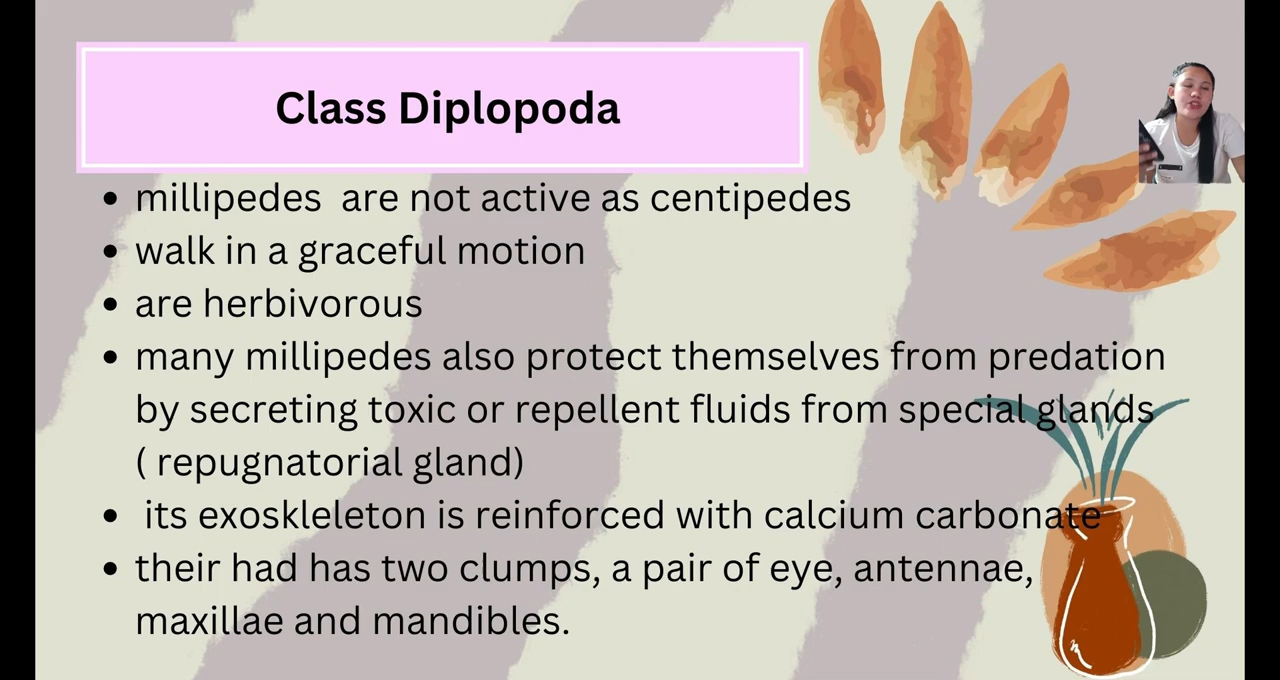 Class Diplopoda
• millipedes are not active as centipedes
• walk in a graceful motion
• are herbivorous
• many millipedes also protect themselves from predation
by secreting toxic or repellent fluids from special glands
( repugnatorial gland)
• its exoskleleton is reinforced with calcium carbonate
• their had has two clumps, a pair of eye, antennae,
maxillae and mandibles.